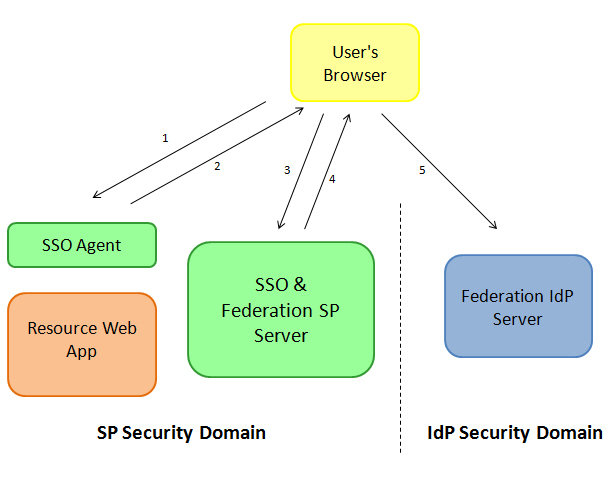 User's
Browser
1
2
3
4
5
SSO Agent
SSO &
Federation SP
Server
Federation IdP
Server
Resource Web
App
SP Security Domain
IdP Security Domain